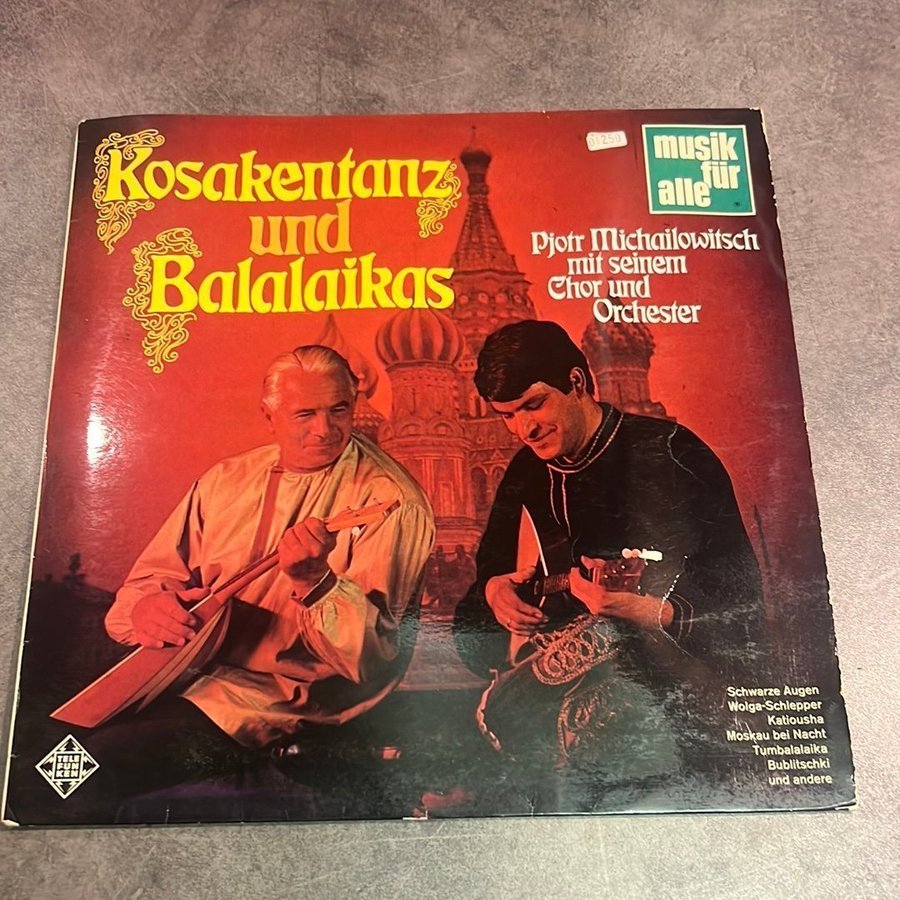 Kosakentanz
und
Balalaikas
musik
für
alle
Pjotr Michailowitsch
mit seinem
Chor und
Orchester
Schwarze Augen
Wolga-Schlepper
Katiousha
Moskau bei Nacht
Tumbalalaika
Bublitschki
und andere
TELE
FUN
KEN